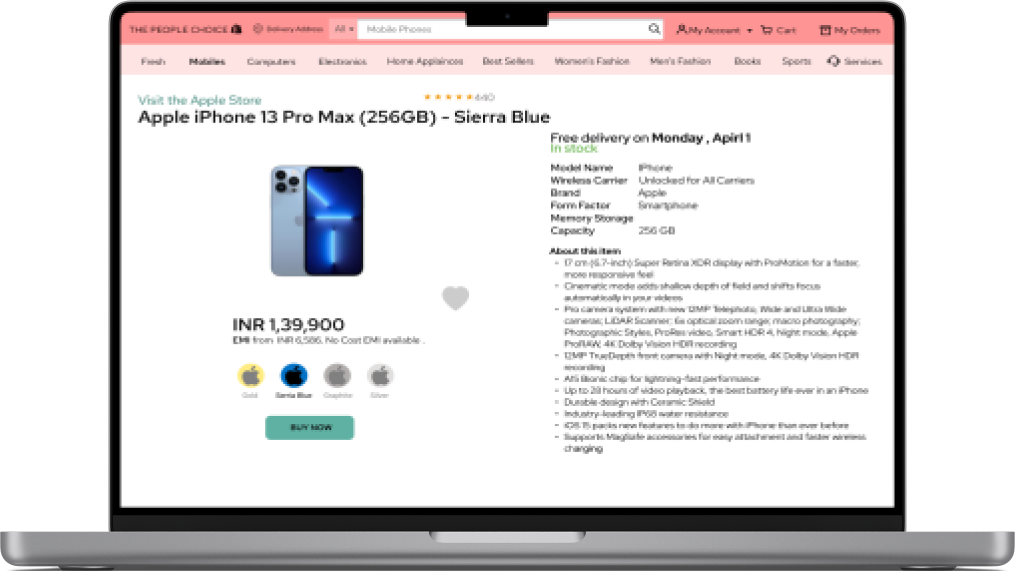 THE PEOPLE CHOICE
Delivery Address
All
Mobile Phones
My Account
Cart
My Orders
Fresh
Mobiles
Computers
Electronics
Home Applainces
Best Sellers
Women's Fashion
Men's Fashion
Books
Sports
Services
Visit the Apple Store
440
Apple iPhone 13 Pro Max (256GB) - Sierra Blue
Free delivery on Monday , Apirl 1
In stock
Model Name IPhone
Wireless Carrier Unlocked for All Carriers
Brand Apple
Form Factor Smartphone
Memory Storage
Capacity 256 GB
About this item
- 17 cm (6.7-inch) Super Retina XDR display with ProMotion for a faster,
more responsive feel
- Cinematic mode adds shallow depth of field and shifts focus
automatically in your videos
- Pro camera system with new 12MP Telephoto, Wide and Ultra Wide
cameras; LiDAR Scanner; 6x optical zoom range; macro photography;
Photographic Styles, ProRes video, Smart HDR 4, Night mode, Apple
ProRAW, 4K Dolby Vision HDR recording
- 12MP TrueDepth front camera with Night mode, 4K Dolby Vision HDR
recording
- A15 Bionic chip for lightning-fast performance
- Up to 28 hours of video playback, the best battery life ever in an iPhone
- Durable design with Ceramic Shield
- Industry-leading IP68 water resistance
- iOS 15 packs new features to do more with iPhone than ever before
- Supports MagSafe accessories for easy attachment and faster wireless
charging
INR 1,39,900
EMI from INR 6,586. No Cost EMI available .
Gold
Sierra Blue
Graphite
Silver
BUY NOW